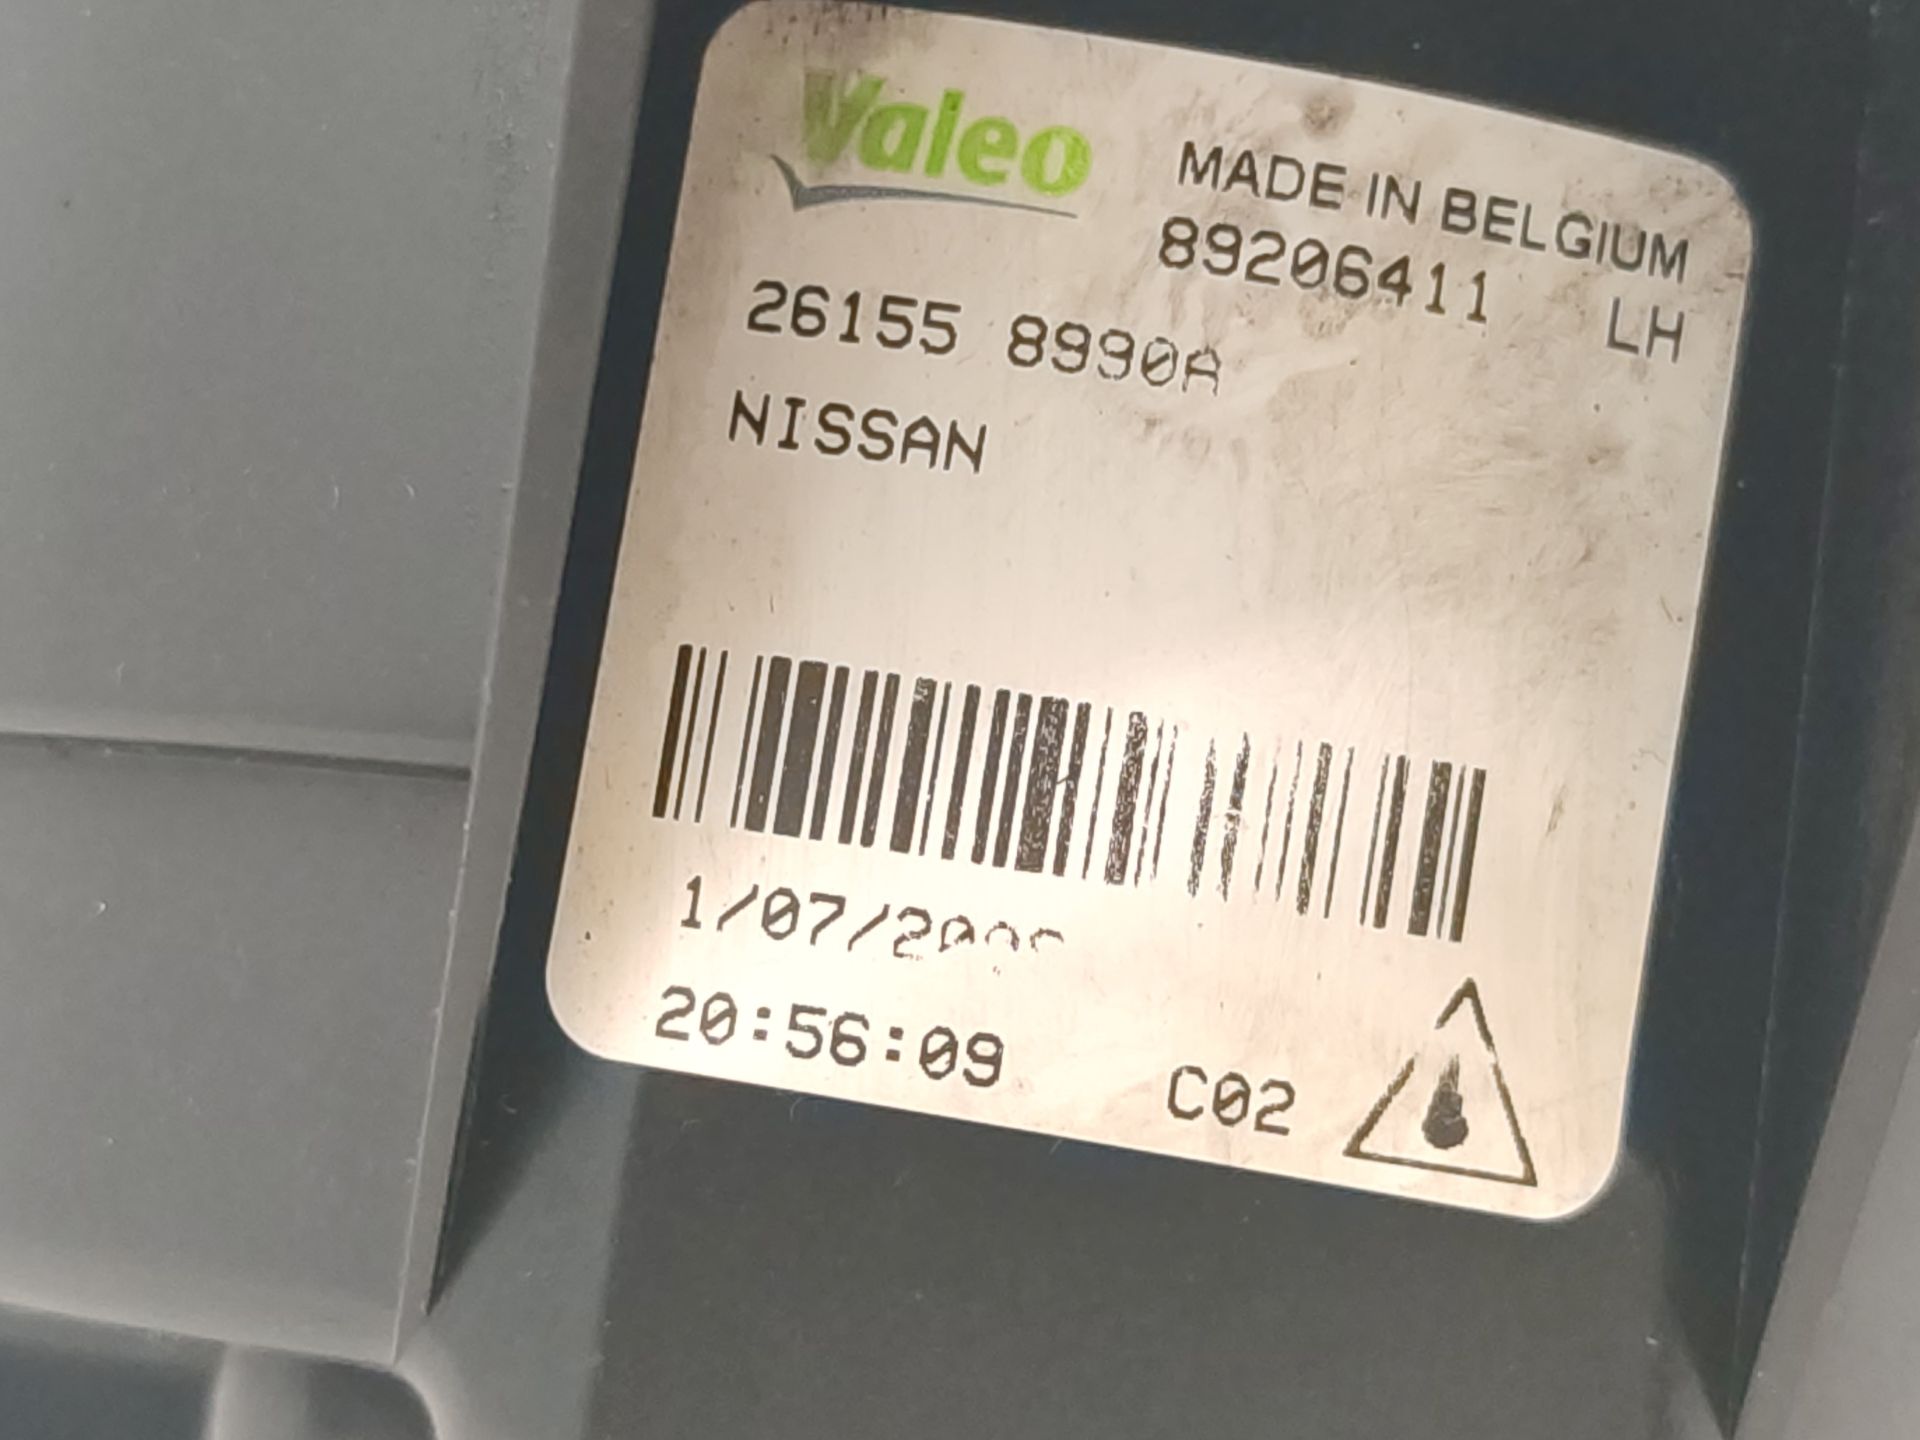 Valeo
MADE IN BELGIUM
89206411 LH
26155 8990A
NISSAN
20:56:09
C02